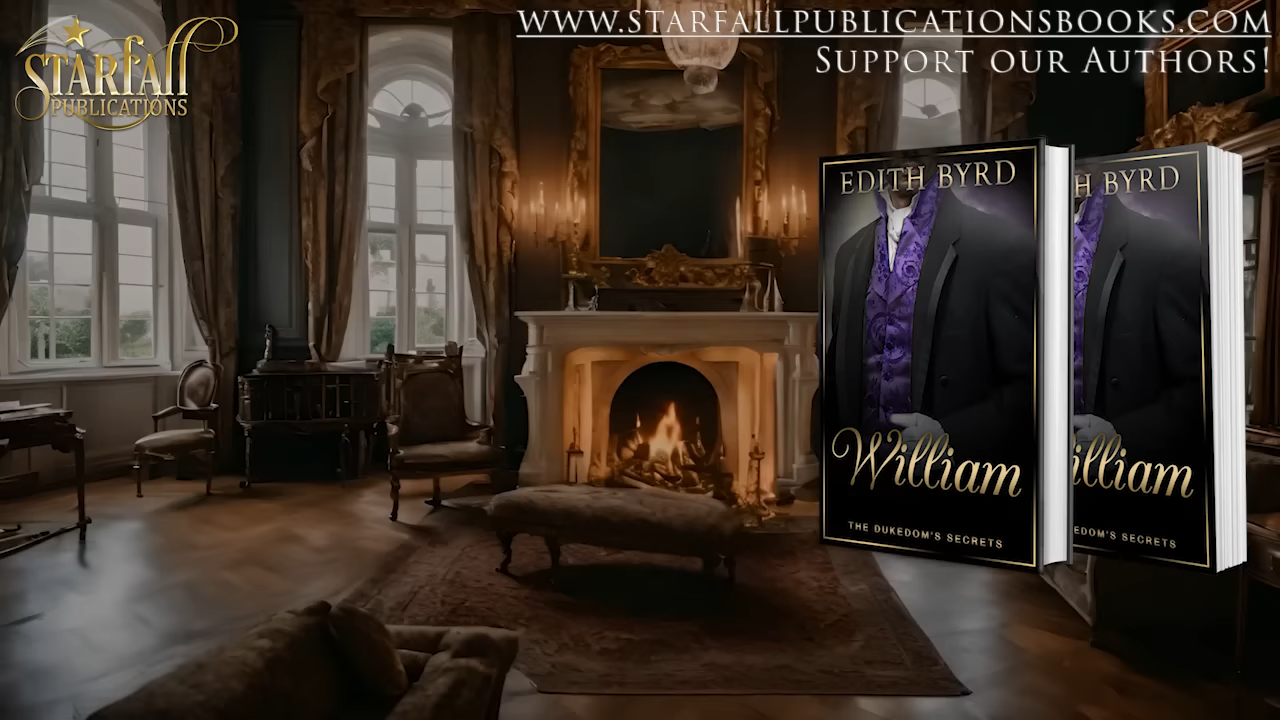 STARfall
PUBLICATIONS
WWW.STARFALLPUBLICATIONSBOOKS.COM
SUPPORT OUR AUTHORS!
EDITH BYRD
William
THE DUKEDOM'S SECRETS
H BYRD
illiam
EDOM'S SECRETS